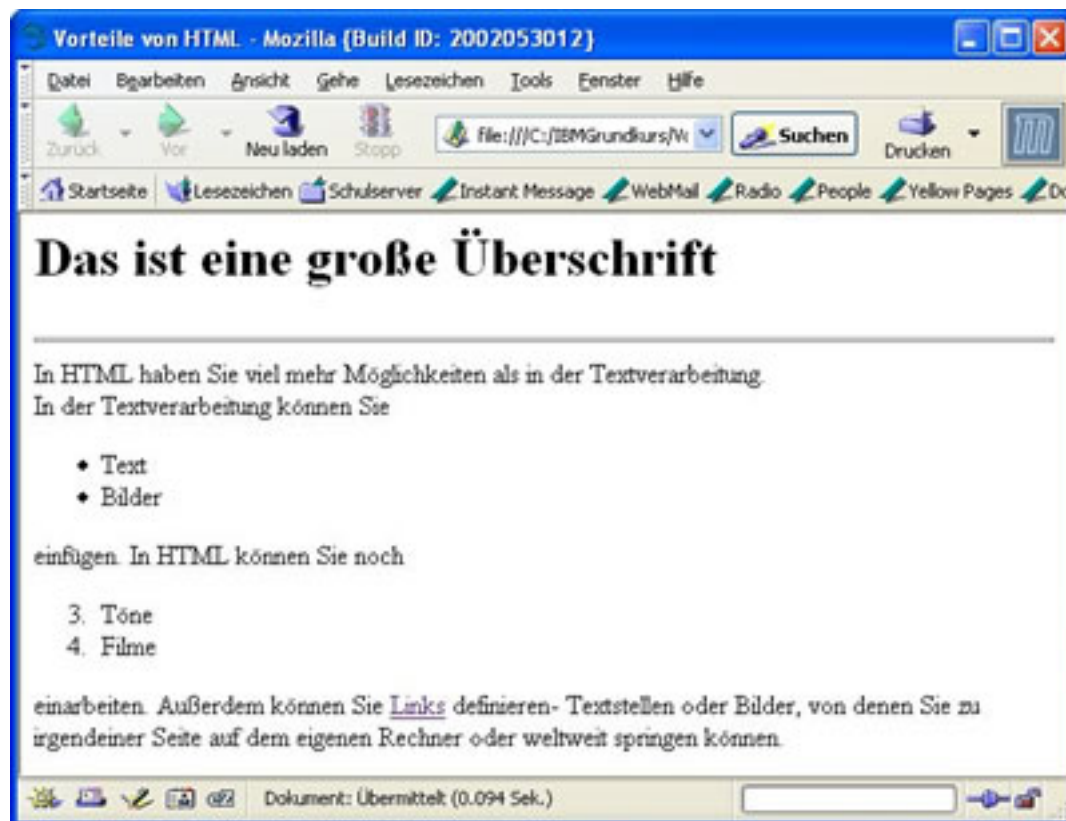 Vorteile von HTML - Mozilla {Build ID: 2002053012}
Datei Bearbeiten Ansicht Gehe Lesezeichen Tools Fenster Hilfe
Zurück Vor Neu laden Stopp file:///C:/IBMGrundkurs/Vo Suchen Drucken
Startseite Lesezeichen Schulserver Instant Message WebMail Radio People Yellow Pages Do
Das ist eine große Überschrift
In HTML haben Sie viel mehr Möglichkeiten als in der Textverarbeitung.
In der Textverarbeitung können Sie
• Text
• Bilder
einfügen. In HTML können Sie noch
3. Töne
4. Filme
einarbeiten. Außerdem können Sie Links definieren- Textstellen oder Bilder, von denen Sie zu
irgendeiner Seite auf dem eigenen Rechner oder weltweit springen können.
Dokument: Übermittelt (0.094 Sek.)